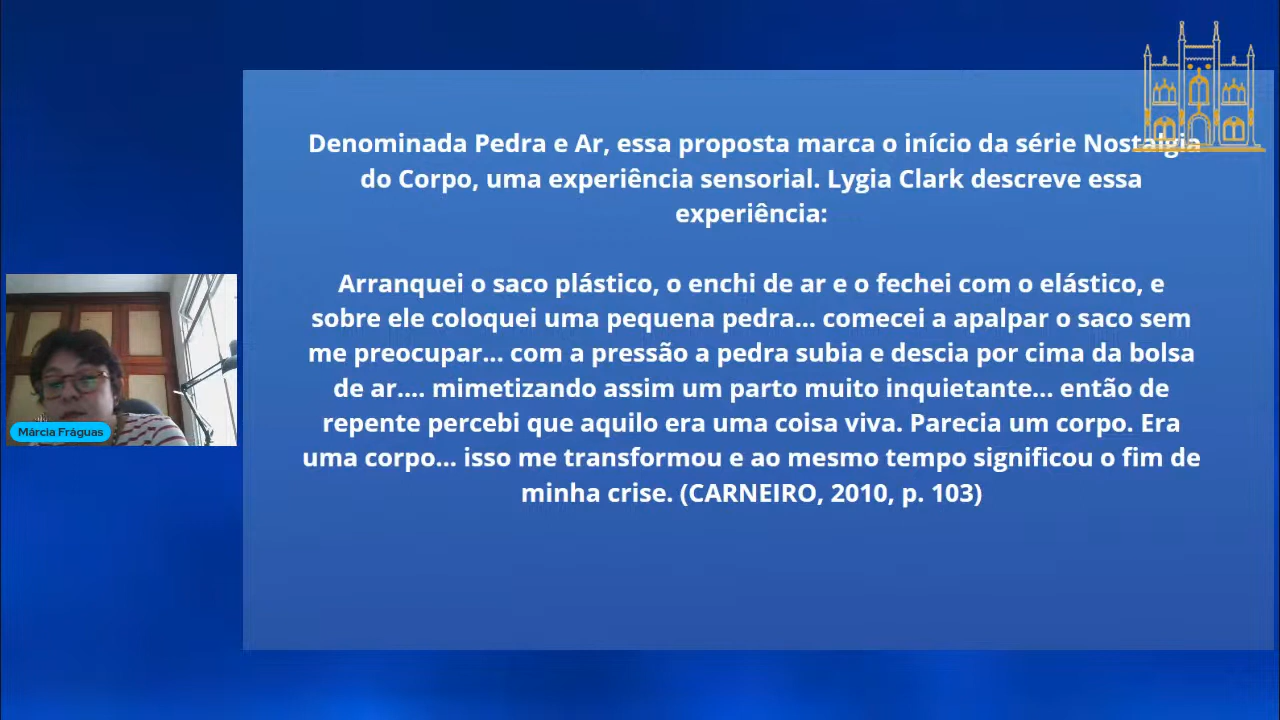 Denominada Pedra e Ar, essa proposta marca o início da série Nostalgia
do Corpo, uma experiência sensorial. Lygia Clark descreve essa
experiência:
Arranquei o saco plástico, o enchi de ar e o fechei com o elástico, e
sobre ele coloquei uma pequena pedra... comecei a apalpar o saco sem
me preocupar... com a pressão a pedra subia e descia por cima da bolsa
de ar.... mimetizando assim um parto muito inquietante... então de
repente percebi que aquilo era uma coisa viva. Parecia um corpo. Era
uma corpo... isso me transformou e ao mesmo tempo significou o fim de
minha crise. (CARNEIRO, 2010, p. 103)
Márcia Fráguas